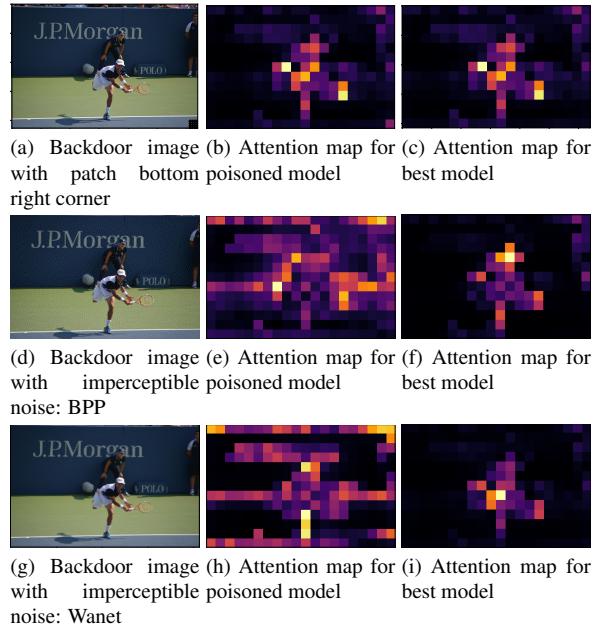 J.P.Morgan
POLO
(a) Backdoor image
with patch bottom
right corner
(b) Attention map for
poisoned model
(c) Attention map for
best model
J.P.Morgan
POLO
(d) Backdoor image
with imperceptible
noise: BPP
(e) Attention map for
poisoned model
(f) Attention map for
best model
J.P.Morgan
POLO
(g) Backdoor image
with imperceptible
noise: Wanet
(h) Attention map for
poisoned model
(i) Attention map for
best model